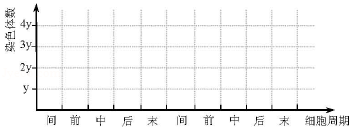 染色体数
4y
3y
2y
y
间 前 中 后 末 间 前 中 后 末 细胞周期